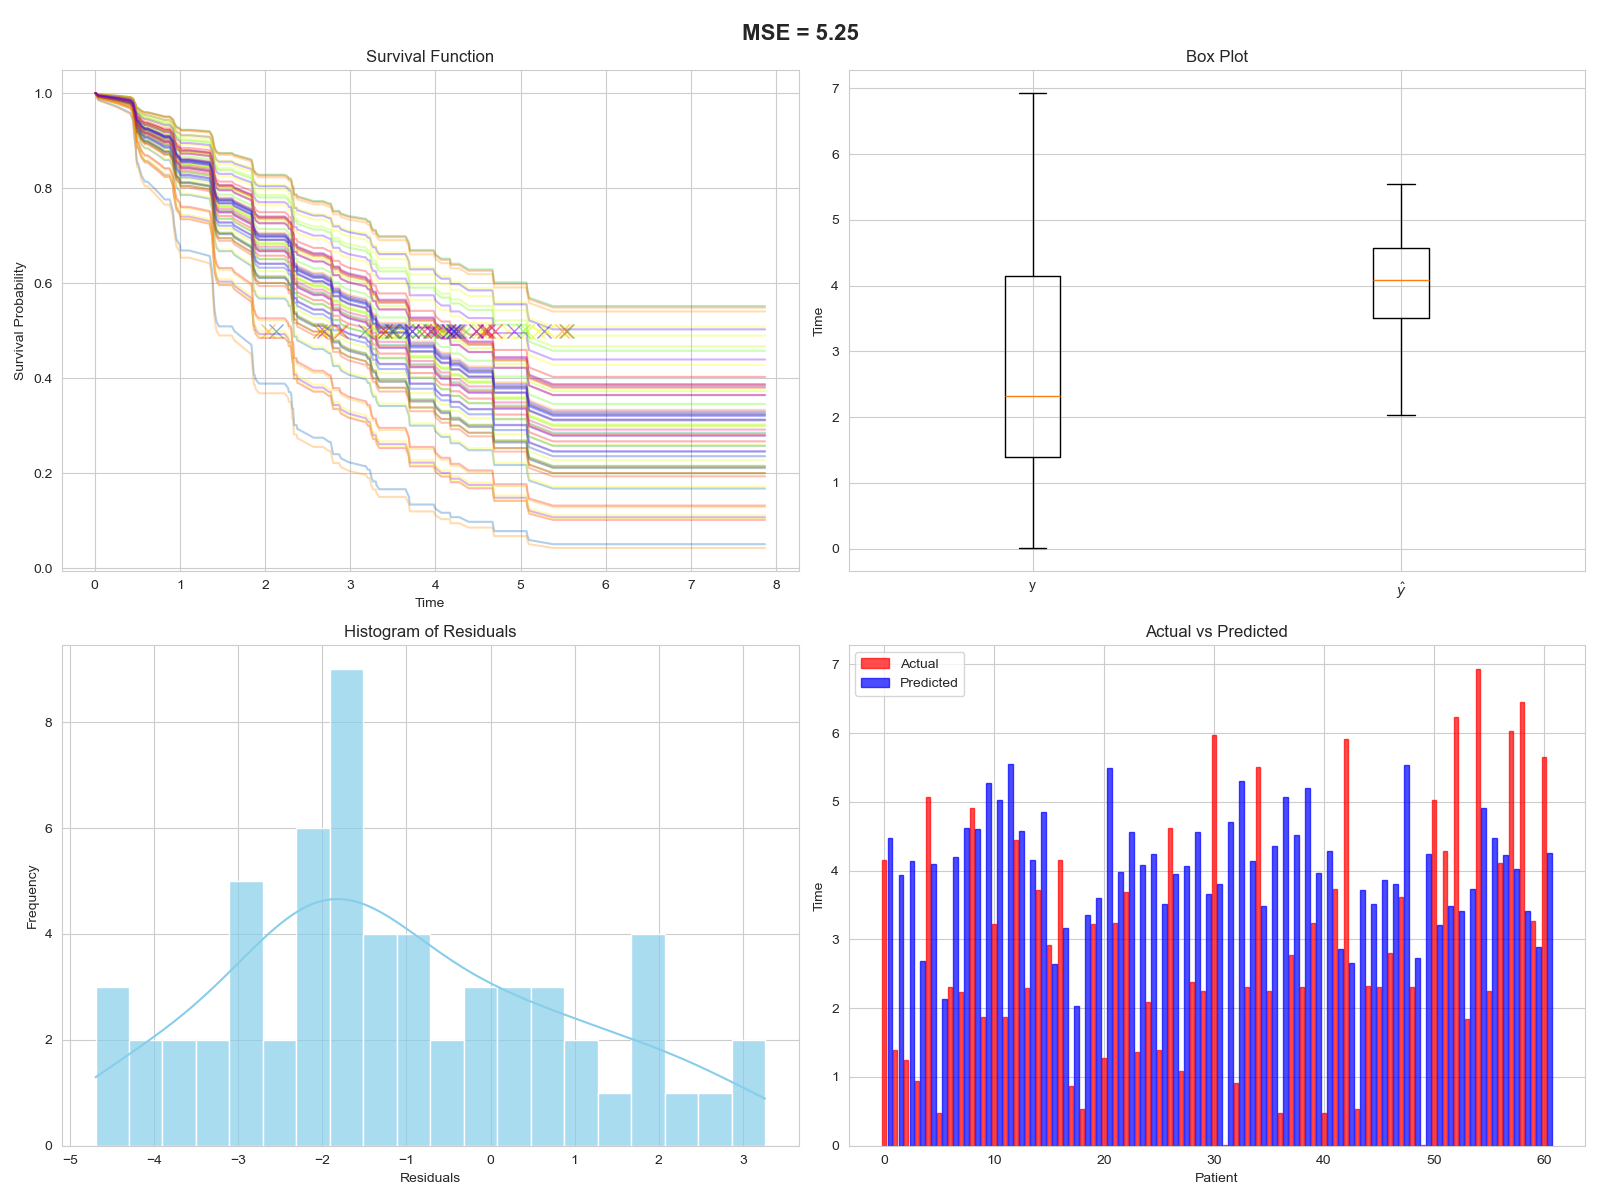 MSE = 5.25
Survival Function
Survival Probability
1.0
0.8
0.6
0.4
0.2
0.0
0 1 2 3 4 5 6 7 8
Time
Box Plot
Time
7
6
5
4
3
2
1
0
y ŷ
Histogram of Residuals
Frequency
8
6
4
2
0
−5 −4 −3 −2 −1 0 1 2 3
Residuals
Actual vs Predicted
Actual
Predicted
Time
7
6
5
4
3
2
1
0
0 10 20 30 40 50 60
Patient